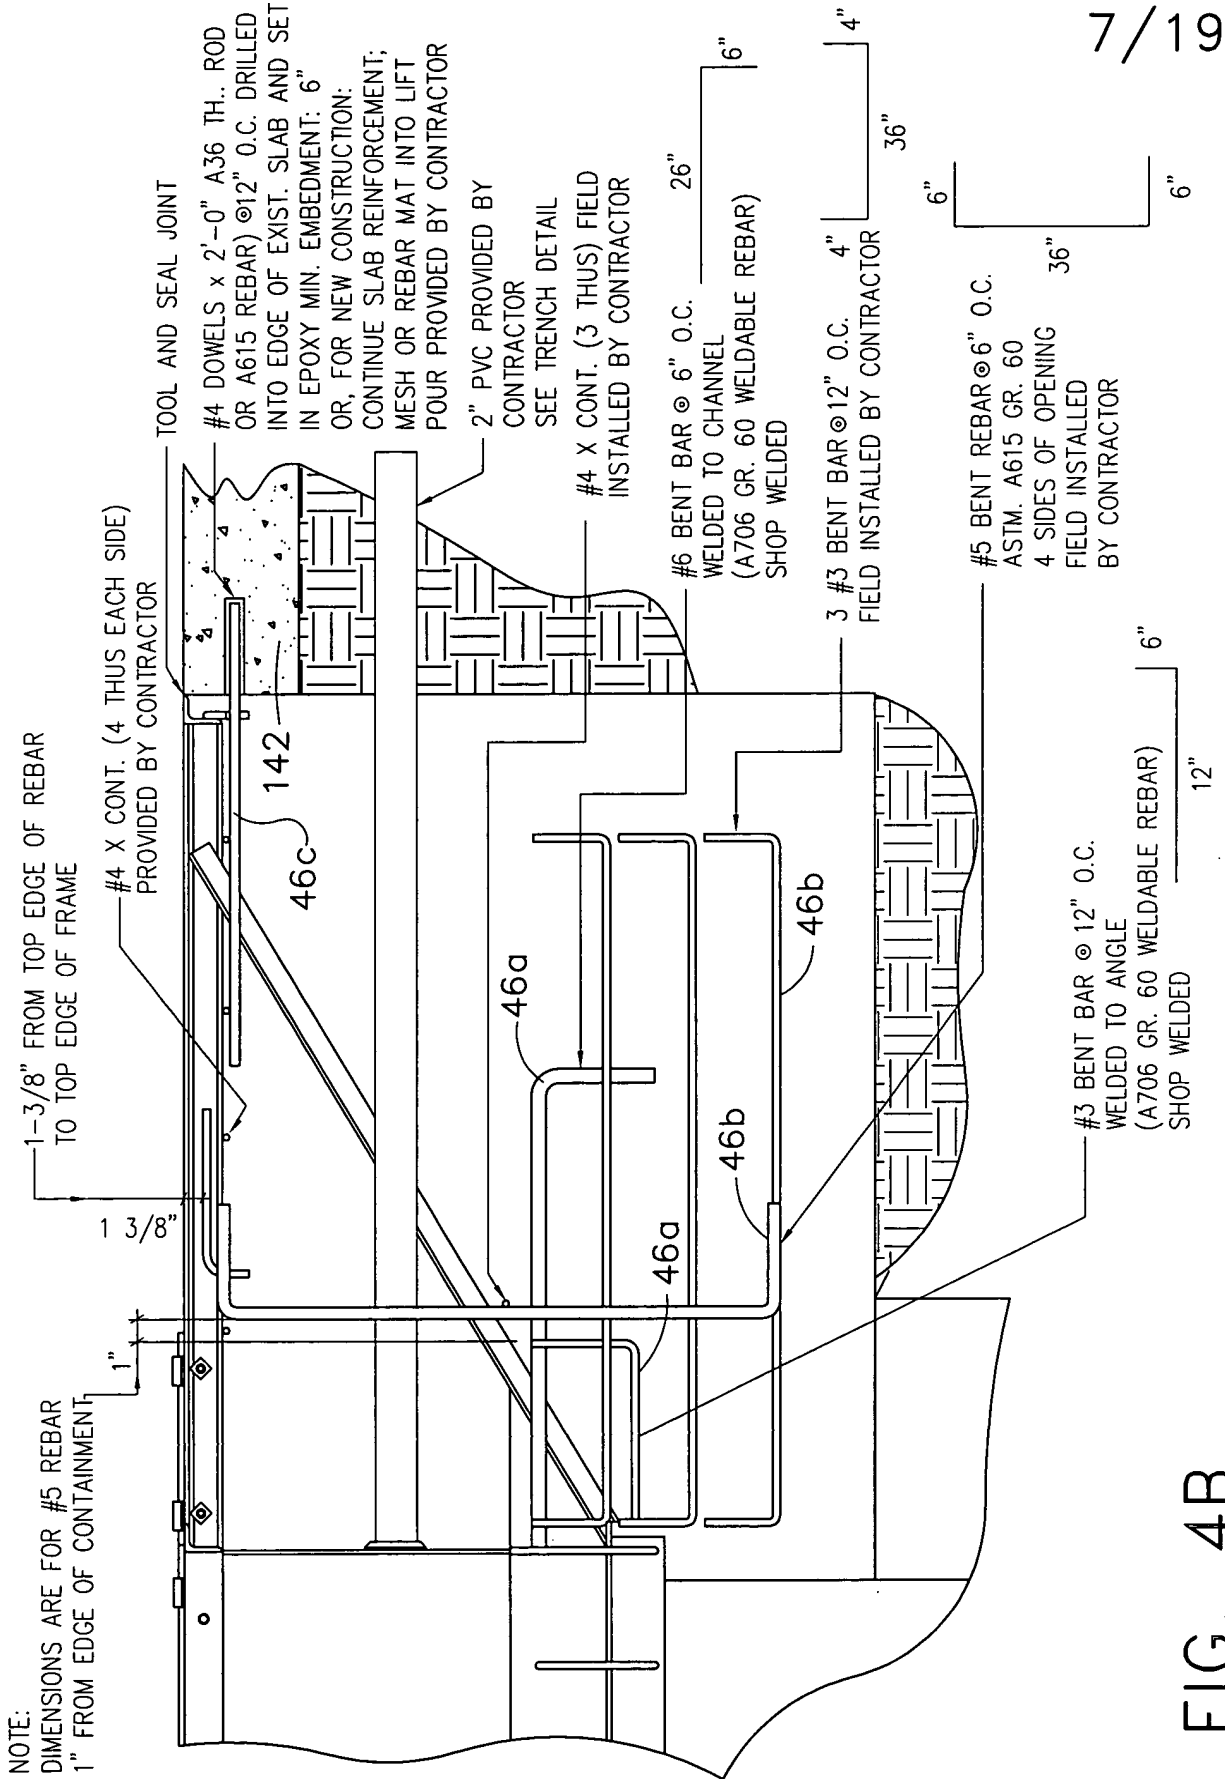 7/19
NOTE:
DIMENSIONS ARE FOR #5 REBAR
1" FROM EDGE OF CONTAINMENT
1"
1-3/8" FROM TOP EDGE OF REBAR
TO TOP EDGE OF FRAME
1 3/8"
#4 X CONT. (4 THUS EACH SIDE)
PROVIDED BY CONTRACTOR
TOOL AND SEAL JOINT
#4 DOWELS x 2'-0" A36 TH.. ROD
OR A615 REBAR) @12" O.C. DRILLED
INTO EDGE OF EXIST. SLAB AND SET
IN EPOXY MIN. EMBEDMENT: 6"
OR, FOR NEW CONSTRUCTION:
CONTINUE SLAB REINFORCEMENT;
MESH OR REBAR MAT INTO LIFT
POUR PROVIDED BY CONTRACTOR
2" PVC PROVIDED BY
CONTRACTOR
SEE TRENCH DETAIL
#4 X CONT. (3 THUS) FIELD
INSTALLED BY CONTRACTOR
#6 BENT BAR @ 6" O.C.
WELDED TO CHANNEL
(A706 GR. 60 WELDABLE REBAR)
SHOP WELDED
26"
6"
3 #3 BENT BAR @12" O.C.
FIELD INSTALLED BY CONTRACTOR
4"
36"
4"
#5 BENT REBAR @6" O.C.
ASTM. A615 GR. 60
4 SIDES OF OPENING
FIELD INSTALLED
BY CONTRACTOR
6"
36"
6"
#3 BENT BAR @ 12" O.C.
WELDED TO ANGLE
(A706 GR. 60 WELDABLE REBAR)
SHOP WELDED
12"
6"
142
46c
46a
46a
46b
46b
FIG. 4B